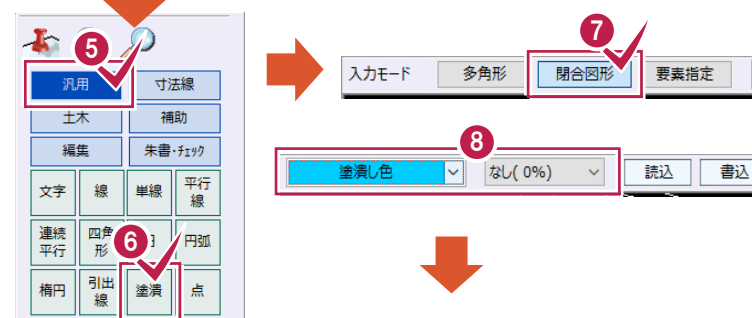 5
汎用 寸法線
土木 補助
編集 朱書・ﾁｪｯｸ
文字 線 単線 平行線
連続平行 四角形 円弧
6
楕円 引出線 塗潰 点
7
入力モード 多角形 閉合図形 要素指定
8
塗潰し色 なし( 0%) 読込 書込